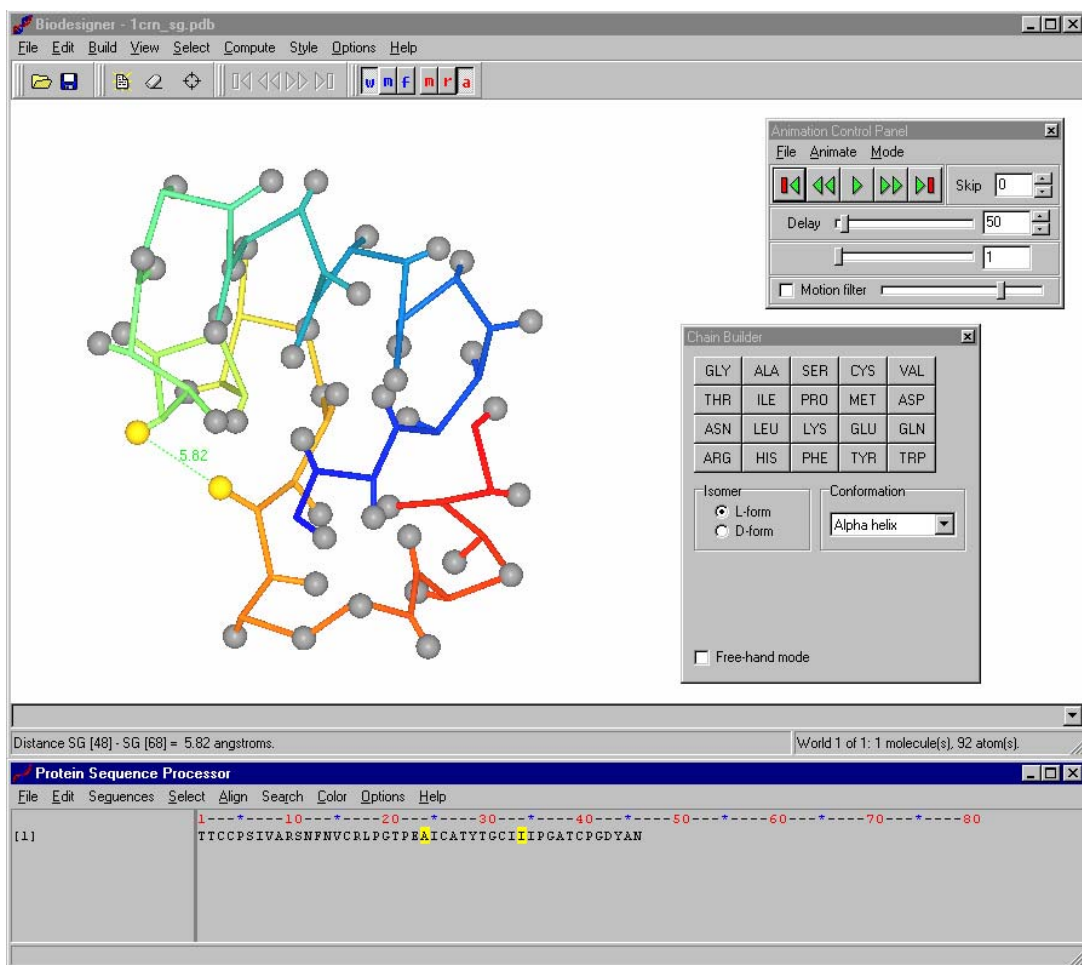 Biodesigner - 1crn_sg.pdb
File Edit Build View Select Compute Style Options Help
w m f m r a
Animation Control Panel
File Animate Mode
Skip 0
Delay 50
1
Motion filter
5.82
Chain Builder
GLY ALA SER CYS VAL
THR ILE PRO MET ASP
ASN LEU LYS GLU GLN
ARG HIS PHE TYR TRP
Isomer Conformation
L-form
D-form
Alpha helix
Free-hand mode
Distance SG [48] - SG [68] = 5.82 angstroms. World 1 of 1: 1 molecule(s), 92 atom(s).
Protein Sequence Processor
File Edit Sequences Select Align Search Color Options Help
1---*----10---*----20---*----30---*----40---*----50---*----60---*----70---*----80
[1] TTCCPSIVARSNFNVCRLPGTPEAICATYTGCIIIPGATCPGDYAN